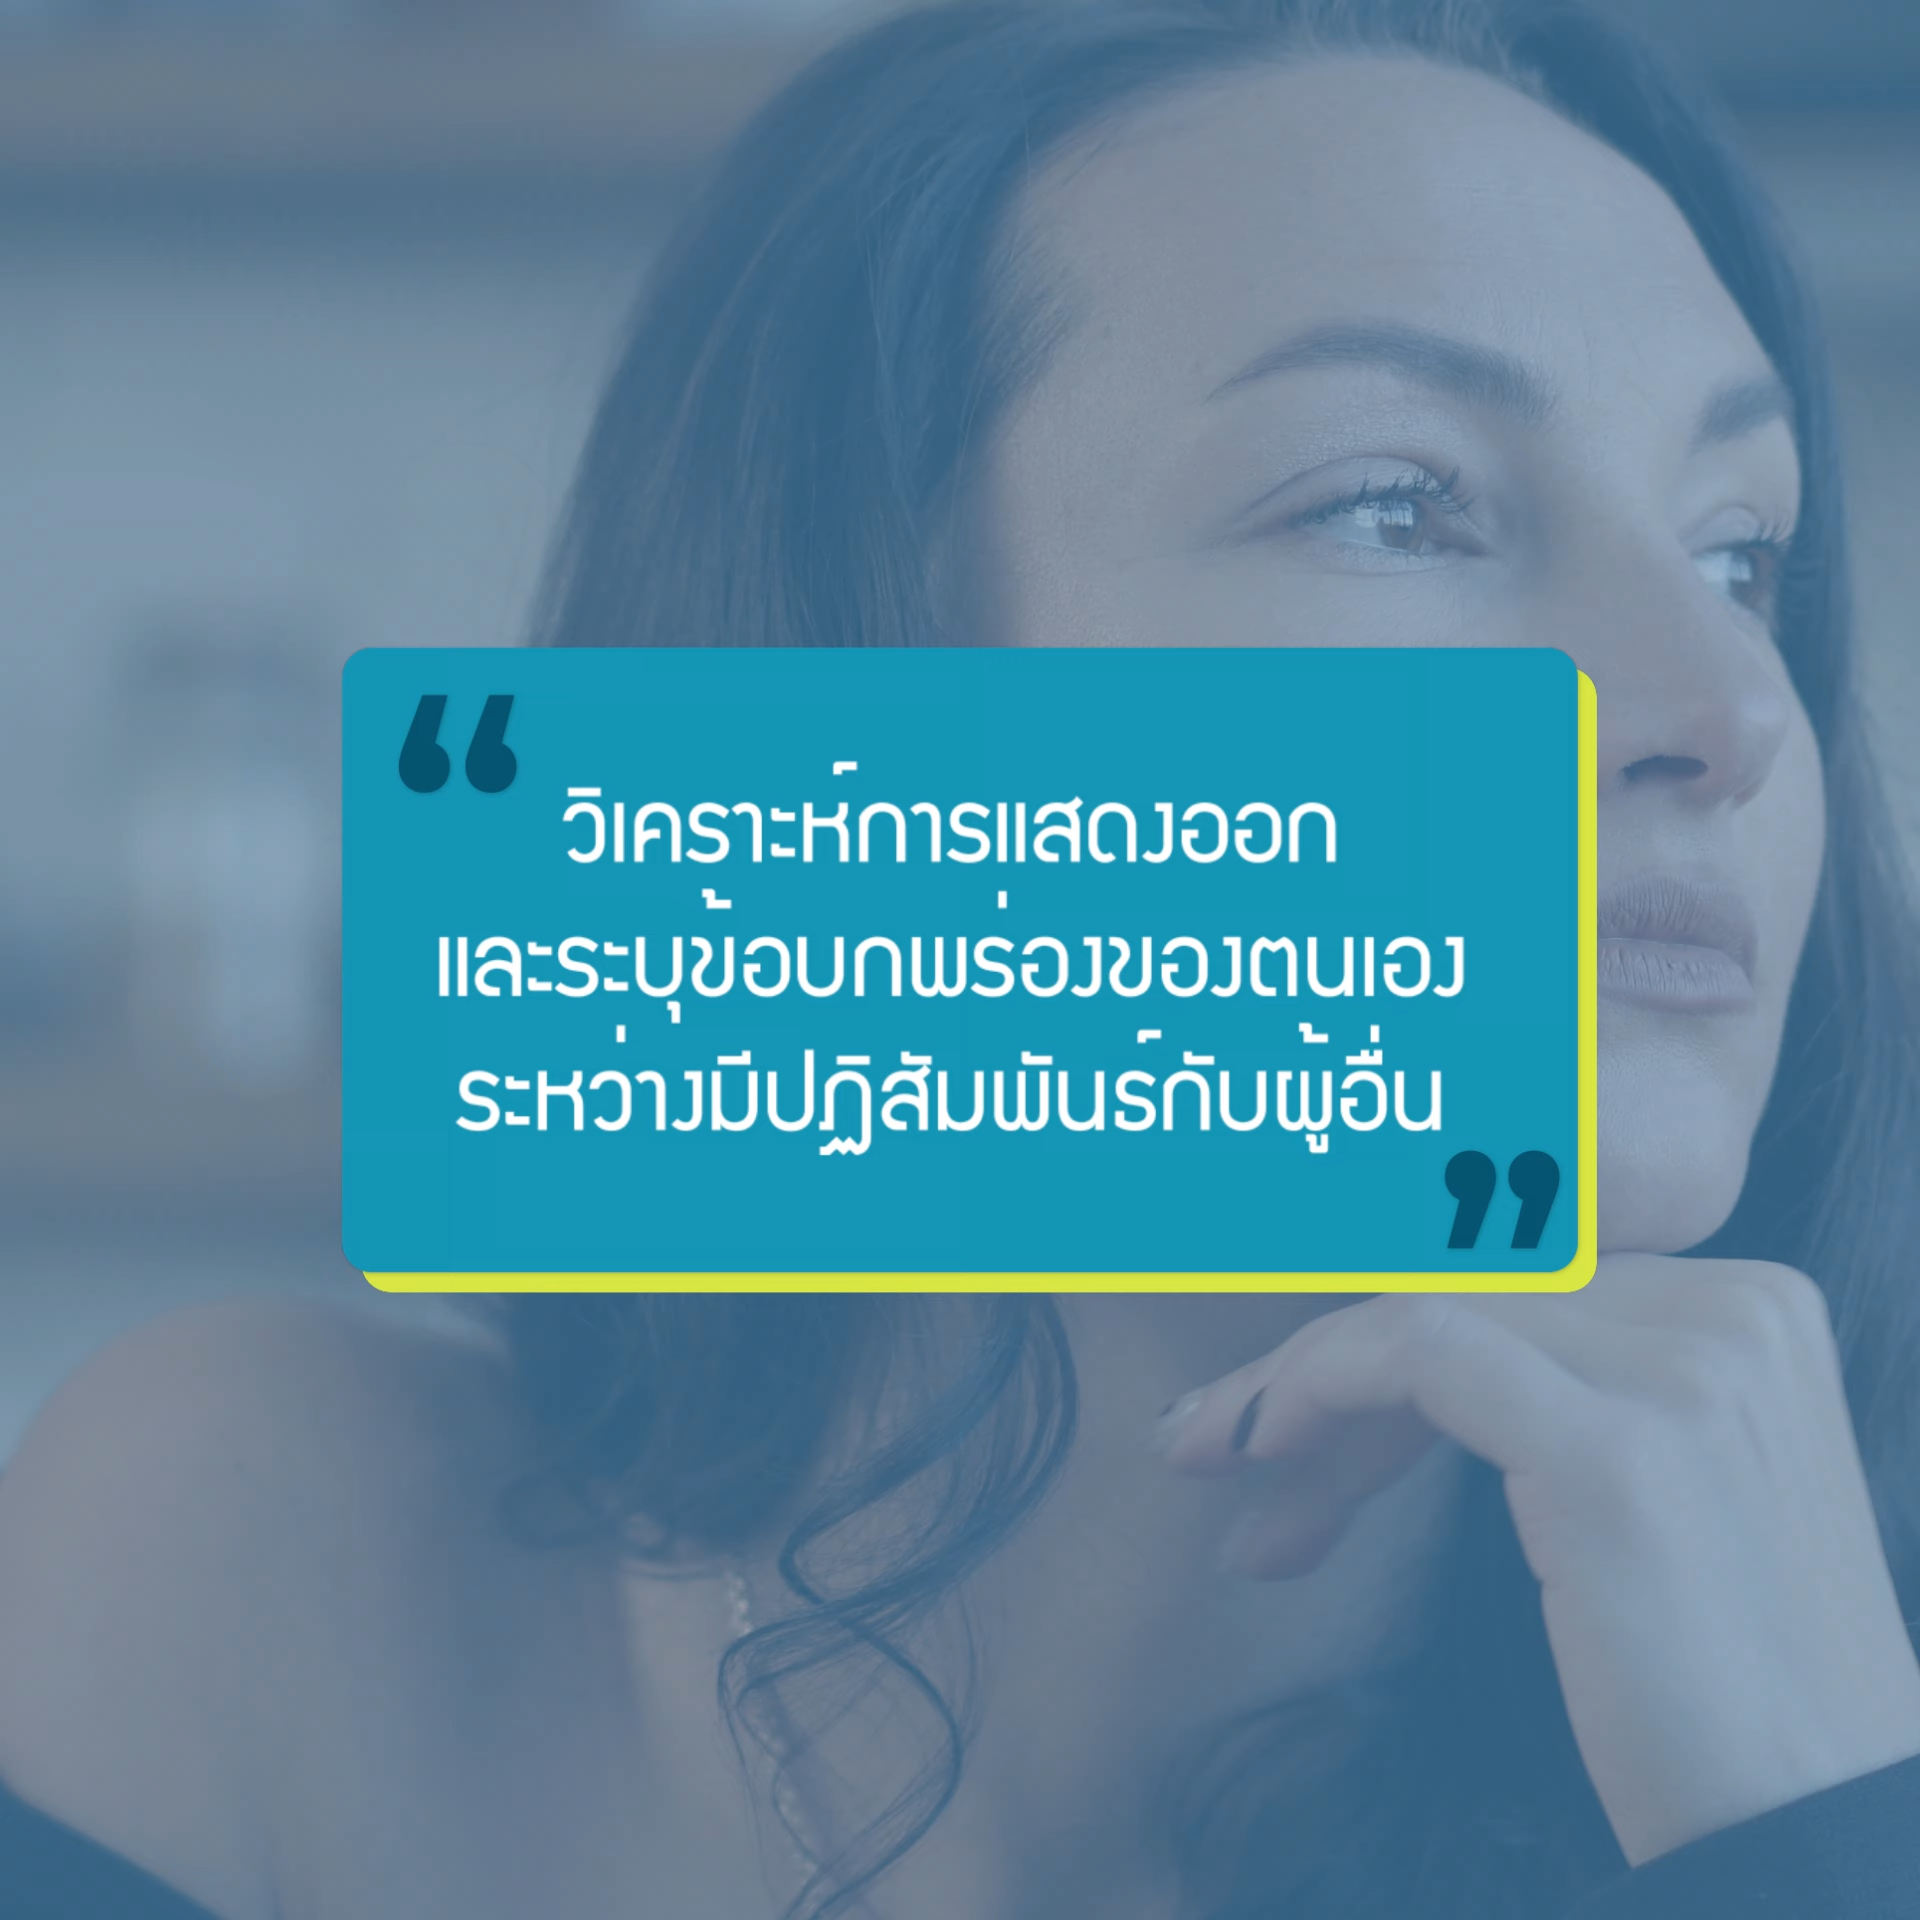 “วิเคราะห์การแสดงออก
และระบุข้อบกพร่องของตนเอง
ระหว่างมีปฏิสัมพันธ์กับผู้อื่น”